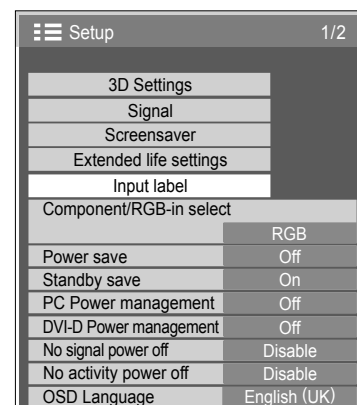 Setup 1/2
3D Settings
Signal
Screensaver
Extended life settings
Input label
Component/RGB-in select
RGB
Power save Off
Standby save On
PC Power management Off
DVI-D Power management Off
No signal power off Disable
No activity power off Disable
OSD Language English (UK)